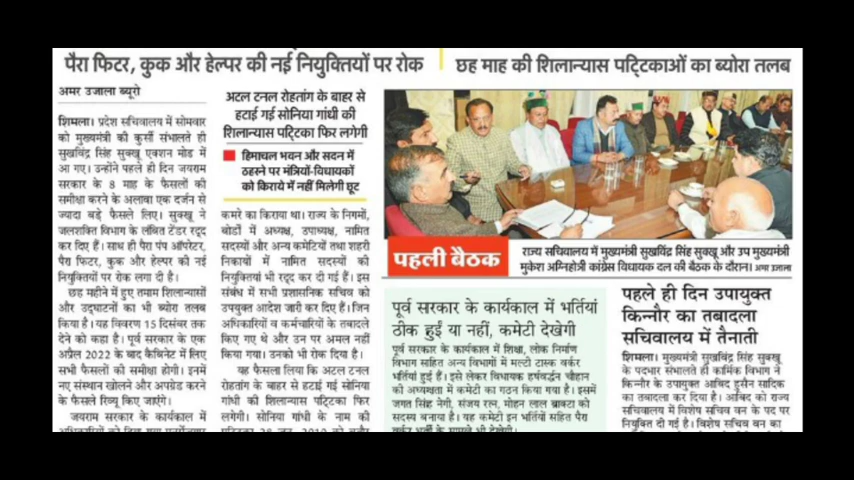 पैरा फिटर, कुक और हेल्पर की नई नियुक्तियों पर रोक
छह माह की शिलान्यास पट्टिकाओं का ब्योरा तलब
अमर उजाला ब्यूरो
शिमला। प्रदेश सचिवालय में सोमवार
को मुख्यमंत्री की कुर्सी संभालते ही
सुखविंद्र सिंह सुक्खू एक्शन मोड में
आ गए। उन्होंने पहले ही दिन जयराम
सरकार के 8 माह के फैसलों की
समीक्षा करने के अलावा एक दर्जन से
ज्यादा बड़े फैसले लिए। सुक्खू ने
जलशक्ति विभाग के लंबित टेंडर रद्द
कर दिए हैं। साथ ही पैरा पंप ऑपरेटर,
पैरा फिटर, कुक और हेल्पर की नई
नियुक्तियों पर रोक लगा दी है।
छह महीने में हुए तमाम शिलान्यासों
और उद्घाटनों का भी ब्योरा तलब
किया है। यह विवरण 15 दिसंबर तक
देने को कहा है। पूर्व सरकार के एक
अप्रैल 2022 के बाद कैबिनेट में लिए
सभी फैसलों की समीक्षा होगी। इनमें
नए संस्थान खोलने और अपग्रेड करने
के फैसले रिव्यू किए जाएंगे।
जयराम सरकार के कार्यकाल में
अटल टनल रोहतांग के बाहर से
हटाई गई सोनिया गांधी की
शिलान्यास पट्टिका फिर लगेगी
हिमाचल भवन और सदन में
ठहरने पर मंत्रियों-विधायकों
को किराये में नहीं मिलेगी छूट
कमरे का किराया था। राज्य के निगमों,
बोर्डों में अध्यक्ष, उपाध्यक्ष, नामित
सदस्यों और अन्य कमेटियों तथा शहरी
निकायों में नामित सदस्यों की
नियुक्तियां भी रद्द कर दी गई हैं। इस
संबंध में सभी प्रशासनिक सचिव को
उपयुक्त आदेश जारी कर दिए हैं। जिन
अधिकारियों व कर्मचारियों के तबादले
किए गए थे और उन पर अमल नहीं
किया गया। उनको भी रोक दिया है।
यह फैसला लिया कि अटल टनल
रोहतांग के बाहर से हटाई गई सोनिया
गांधी की शिलान्यास पट्टिका फिर
लगेगी। सोनिया गांधी के नाम की
पहली बैठक
राज्य सचिवालय में मुख्यमंत्री सुखविंद्र सिंह सुक्खू और उप मुख्यमंत्री
मुकेश अग्निहोत्री कांग्रेस विधायक दल की बैठक के दौरान। अमर उजाला
पूर्व सरकार के कार्यकाल में भर्तियां
ठीक हुईं या नहीं, कमेटी देखेगी
पूर्व सरकार के कार्यकाल में शिक्षा, लोक निर्माण
विभाग सहित अन्य विभागों में मल्टी टास्क वर्कर
भर्तियां हुई हैं। इसे लेकर विधायक हर्षवर्द्धन चौहान
की अध्यक्षता में कमेटी का गठन किया गया है। इसमें
जगत सिंह नेगी, संजय रत्न, मोहन लाल ब्राक्टा को
सदस्य बनाया है। यह कमेटी इन भर्तियों सहित पैरा
वर्कर भर्ती के मामले भी देखेगी।
पहले ही दिन उपायुक्त
किन्नौर का तबादला
सचिवालय में तैनाती
शिमला। मुख्यमंत्री सुखविंद्र सिंह सुक्खू
के पदभार संभालते ही कार्मिक विभाग ने
किन्नौर के उपायुक्त आबिद हुसैन सादिक
का तबादला कर दिया है। आबिद को राज्य
सचिवालय में विशेष सचिव वन के पद पर
नियुक्ति दी गई है। विशेष सचिव वन का